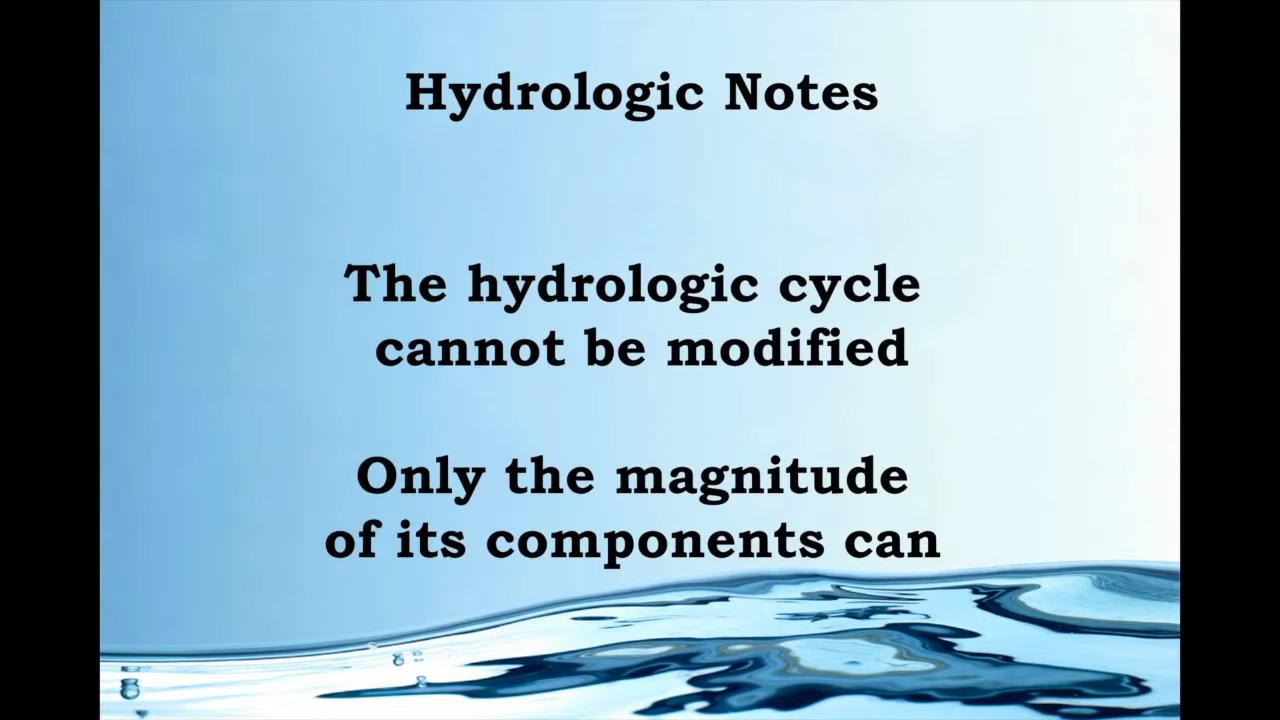 Hydrologic Notes
The hydrologic cycle
cannot be modified
Only the magnitude
of its components can